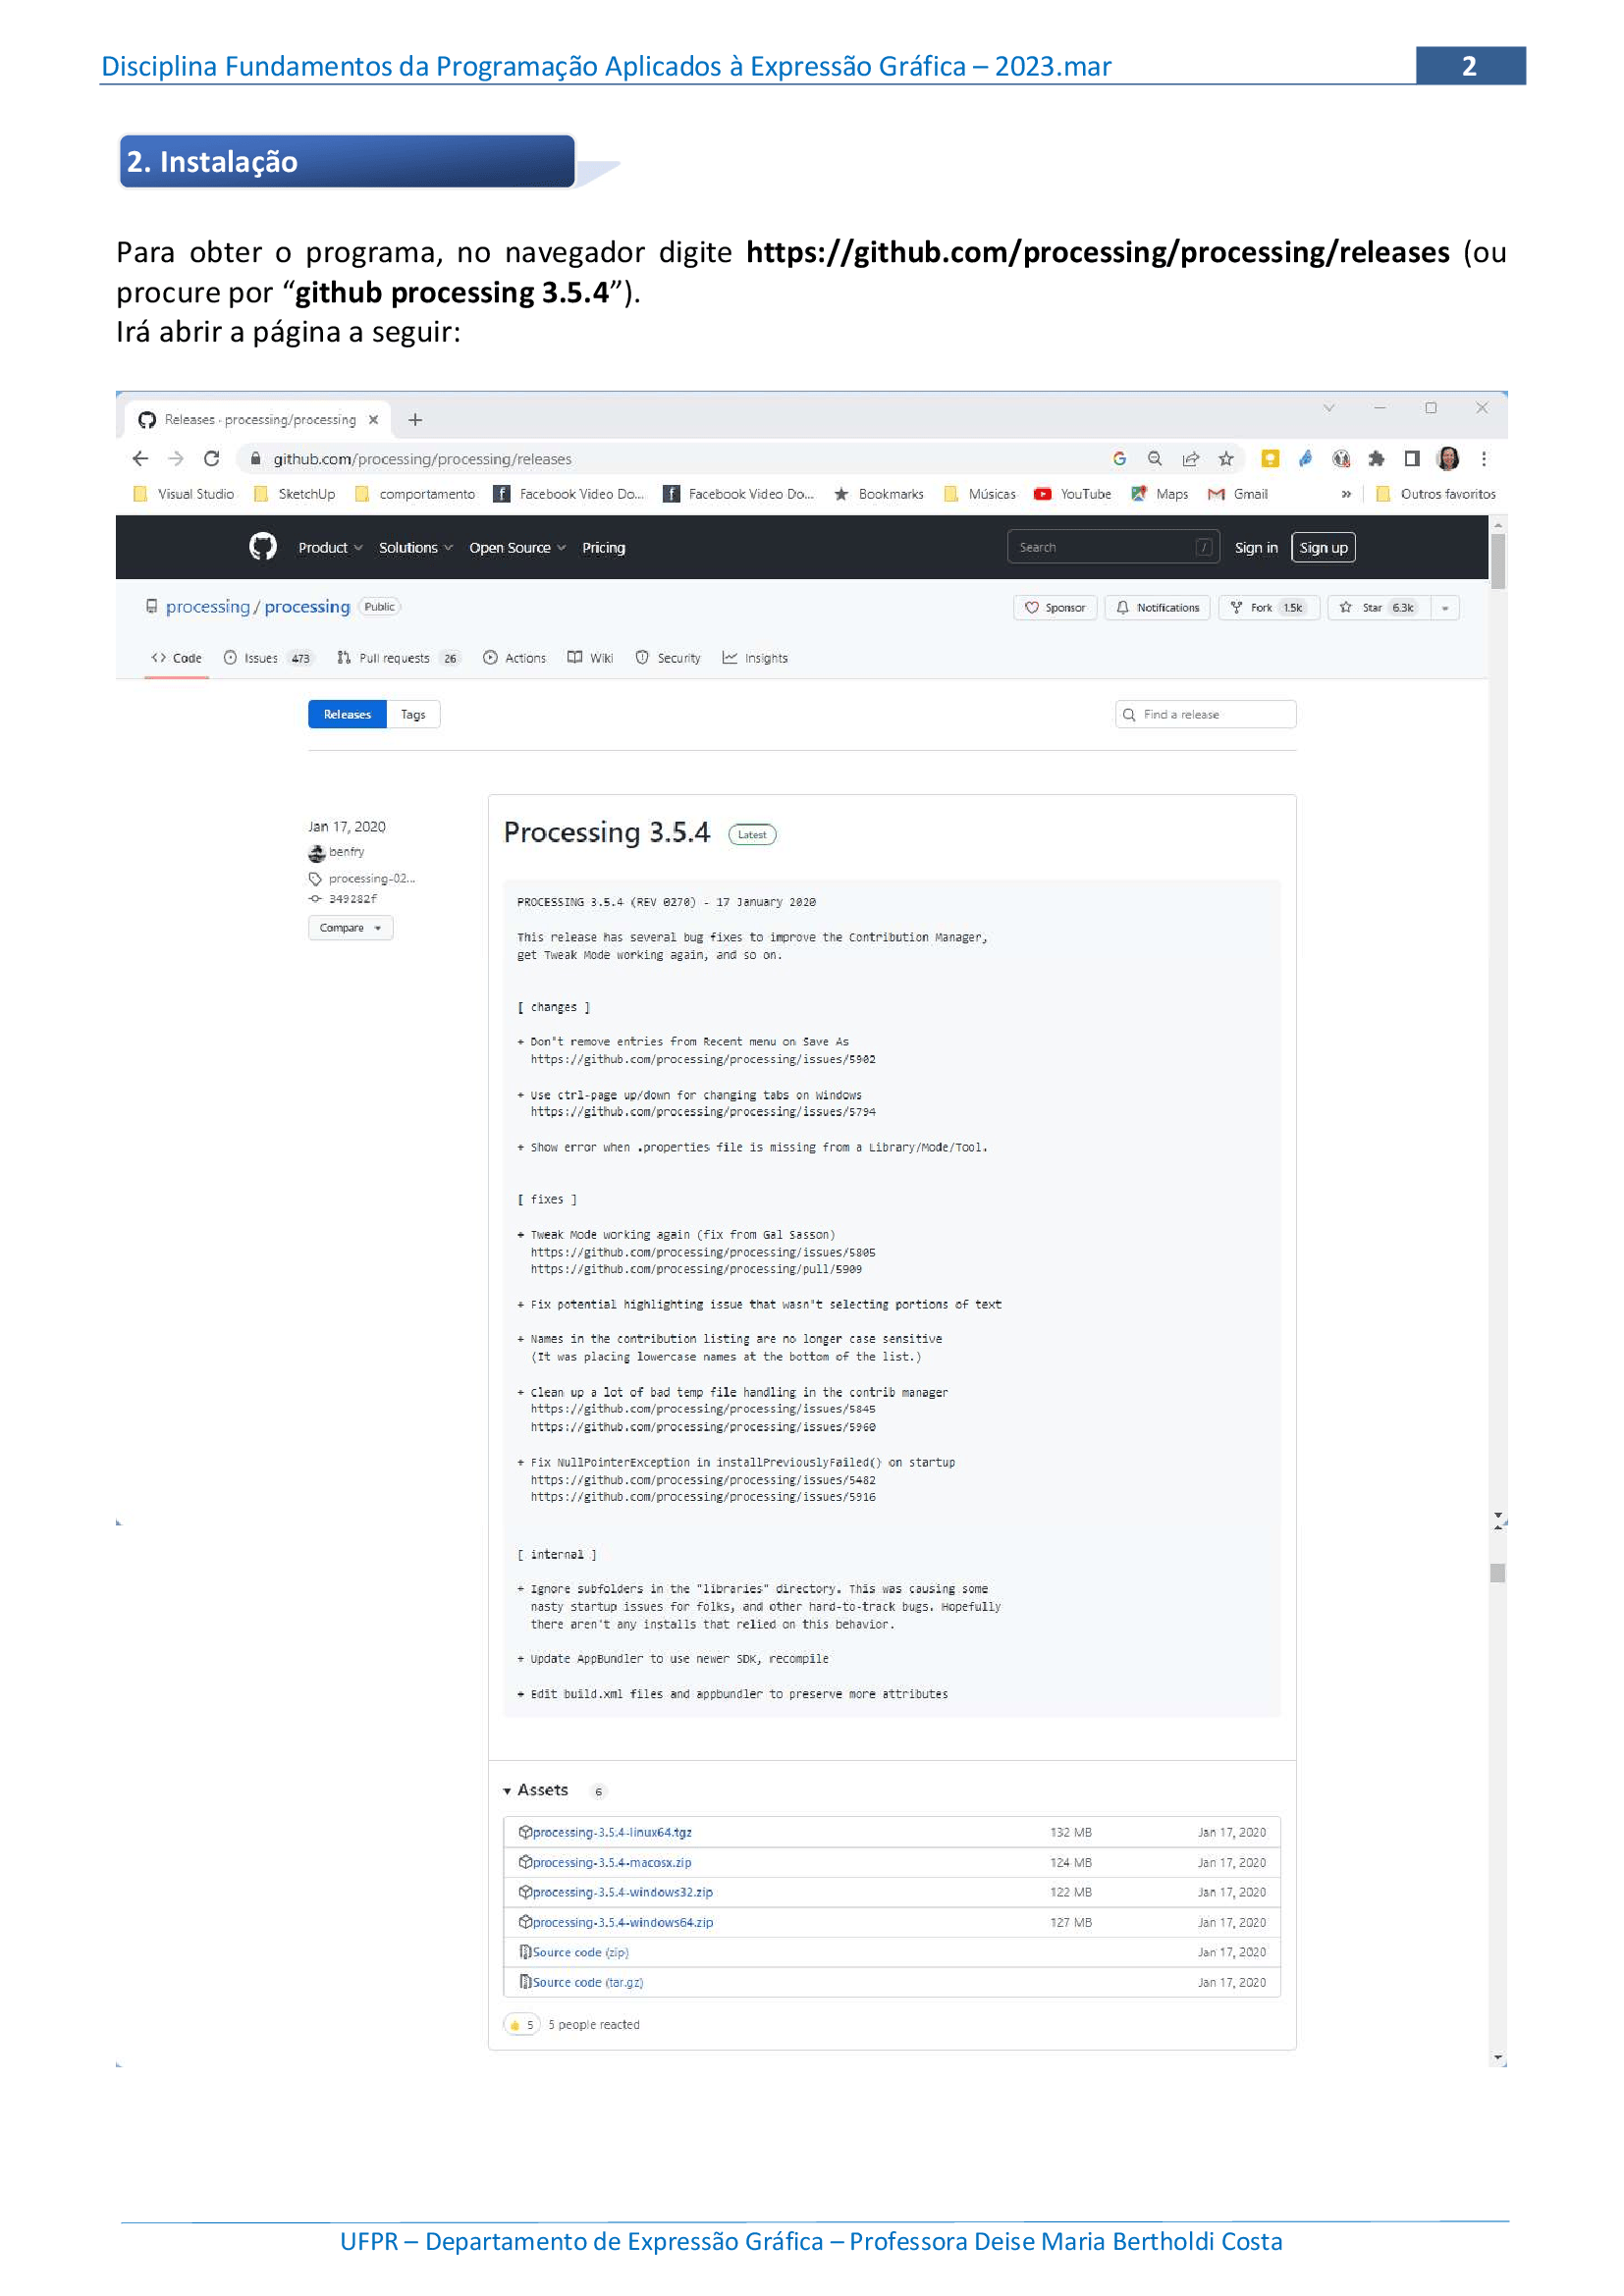 Disciplina Fundamentos da Programação Aplicados à Expressão Gráfica – 2023.mar
2
2. Instalação
Para obter o programa, no navegador digite https://github.com/processing/processing/releases (ou
procure por “github processing 3.5.4”).
Irá abrir a página a seguir:
Releases · processing/processing
github.com/processing/processing/releases
Visual Studio SketchUp comportamento Facebook Video Do... Facebook Video Do... Bookmarks Músicas YouTube Maps Gmail » Outros favoritos
Product Solutions Open Source Pricing Search / Sign in Sign up
processing / processing Public Sponsor Notifications Fork 1.5k Star 6.3k
<> Code Issues 473 Pull requests 26 Actions Wiki Security Insights
Releases Tags Find a release
Jan 17, 2020
benfry
processing-02...
349282f
Compare
Processing 3.5.4 Latest
PROCESSING 3.5.4 (REV 0270) - 17 January 2020
This release has several bug fixes to improve the Contribution Manager,
get Tweak Mode working again, and so on.
[ changes ]
+ Don't remove entries from Recent menu on Save As
https://github.com/processing/processing/issues/5902
+ Use ctrl-page up/down for changing tabs on Windows
https://github.com/processing/processing/issues/5794
+ Show error when .properties file is missing from a Library/Mode/Tool.
[ fixes ]
+ Tweak Mode working again (fix from Gal Sasson)
https://github.com/processing/processing/issues/5805
https://github.com/processing/processing/pull/5909
+ Fix potential highlighting issue that wasn't selecting portions of text
+ Names in the contribution listing are no longer case sensitive
(It was placing lowercase names at the bottom of the list.)
+ Clean up a lot of bad temp file handling in the contrib manager
https://github.com/processing/processing/issues/5845
https://github.com/processing/processing/issues/5960
+ Fix NullPointerException in installPreviouslyFailed() on startup
https://github.com/processing/processing/issues/5482
https://github.com/processing/processing/issues/5916
[ internal ]
+ Ignore subfolders in the "libraries" directory. This was causing some
nasty startup issues for folks, and other hard-to-track bugs. Hopefully
there aren't any installs that relied on this behavior.
+ Update AppBundler to use newer SDK, recompile
+ Edit build.xml files and appbundler to preserve more attributes
Assets 6
processing-3.5.4-linux64.tgz 132 MB Jan 17, 2020
processing-3.5.4-macosx.zip 124 MB Jan 17, 2020
processing-3.5.4-windows32.zip 122 MB Jan 17, 2020
processing-3.5.4-windows64.zip 127 MB Jan 17, 2020
Source code (zip) Jan 17, 2020
Source code (tar.gz) Jan 17, 2020
5 5 people reacted
UFPR – Departamento de Expressão Gráfica – Professora Deise Maria Bertholdi Costa